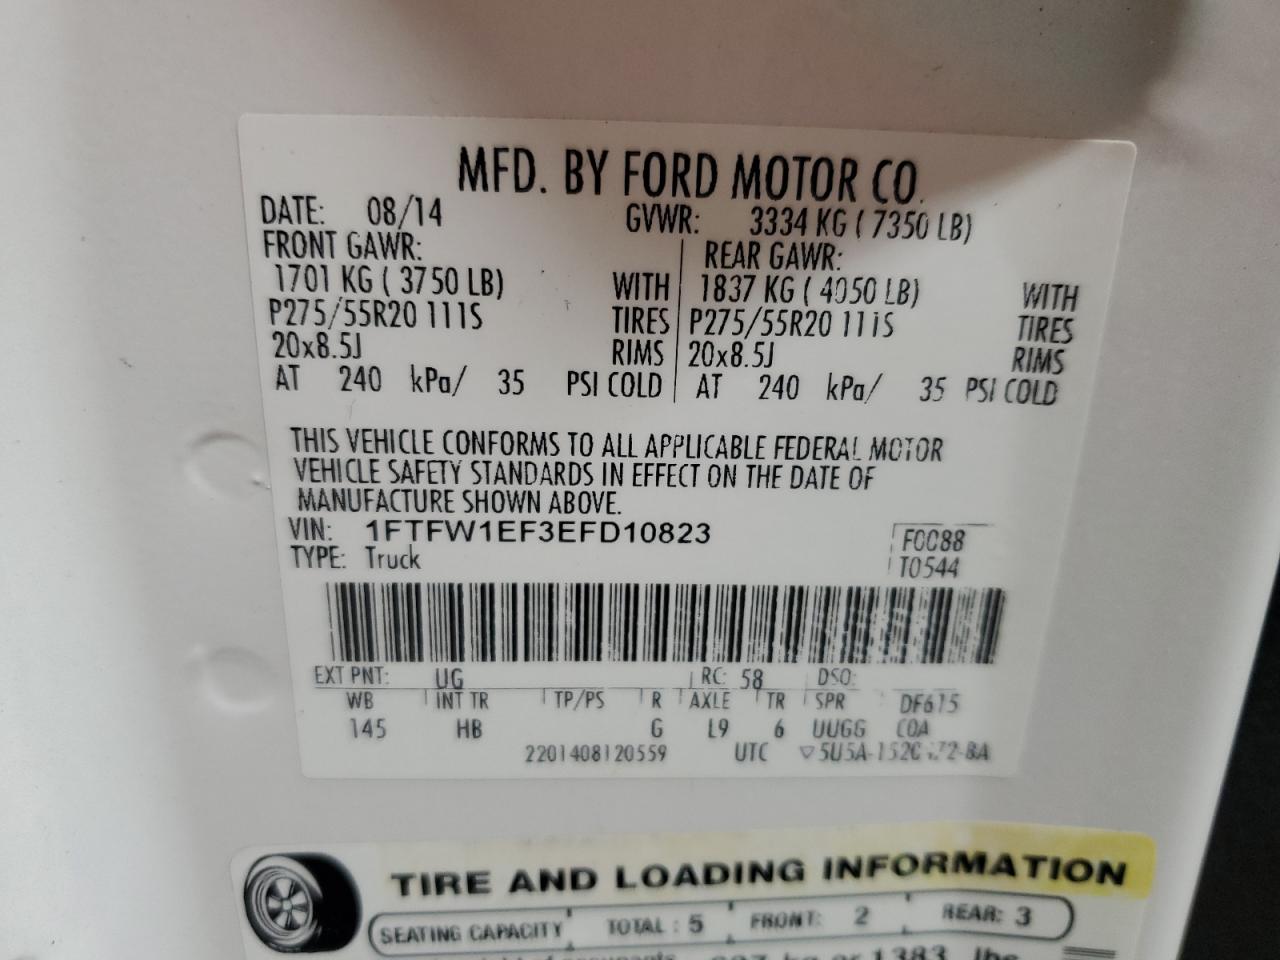 MFD. BY FORD MOTOR CO.
DATE: 08/14 GVWR: 3334 KG ( 7350 LB)
FRONT GAWR: REAR GAWR:
1701 KG ( 3750 LB) WITH 1837 KG ( 4050 LB) WITH
P275/55R20 111S TIRES P275/55R20 111S TIRES
20x8.5J RIMS 20x8.5J RIMS
AT 240 kPa/ 35 PSI COLD AT 240 kPa/ 35 PSI COLD
THIS VEHICLE CONFORMS TO ALL APPLICABLE FEDERAL MOTOR
VEHICLE SAFETY STANDARDS IN EFFECT ON THE DATE OF
MANUFACTURE SHOWN ABOVE.
VIN: 1FTFW1EF3EFD10823
TYPE: Truck
F0088
T0544
EXT PNT: UG RC: 58 DSO:
WB INT TR TP/PS R AXLE TR SPR DF615
145 HB G L9 6 UUGG
2201408120559 UTC
TIRE AND LOADING INFORMATION
SEATING CAPACITY TOTAL : 5 FRONT: 2 REAR: 3
kg or 1383 lbs